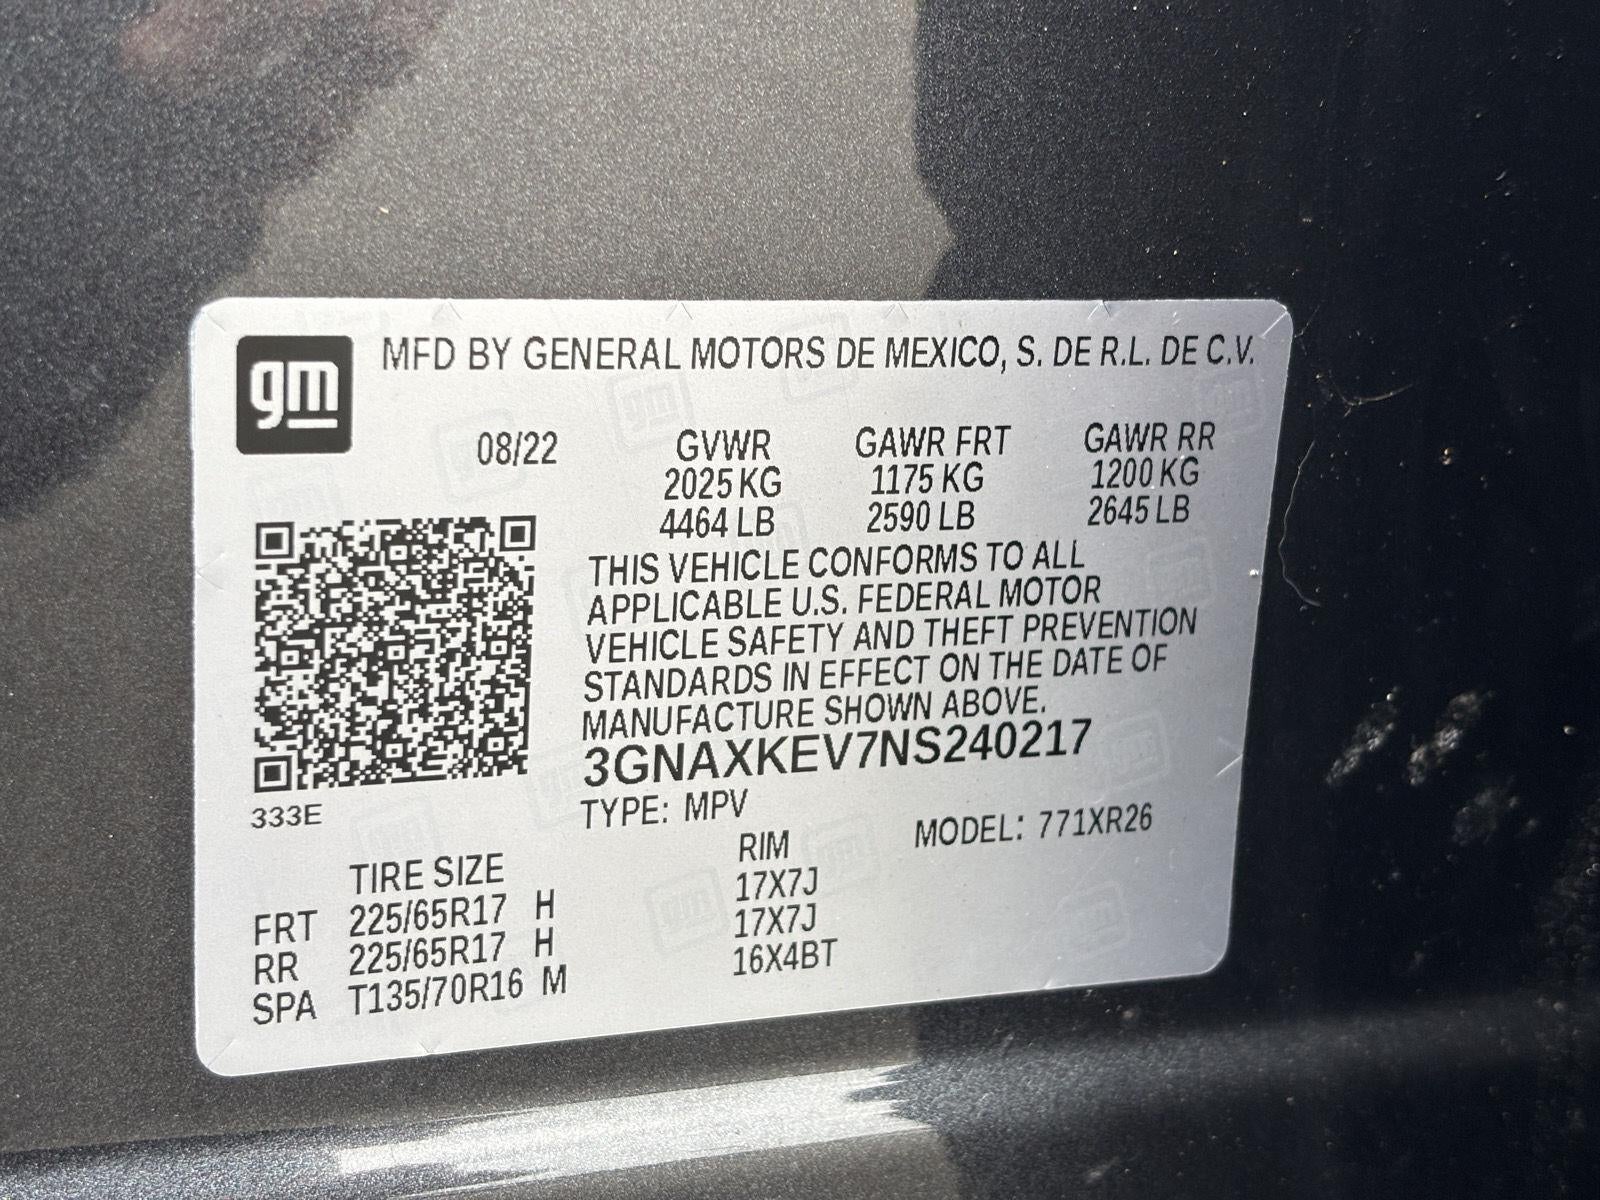 gm
MFD BY GENERAL MOTORS DE MEXICO, S. DE R.L. DE C.V.
08/22 GVWR GAWR FRT GAWR RR
2025 KG 1175 KG 1200 KG
4464 LB 2590 LB 2645 LB
THIS VEHICLE CONFORMS TO ALL
APPLICABLE U.S. FEDERAL MOTOR
VEHICLE SAFETY AND THEFT PREVENTION
STANDARDS IN EFFECT ON THE DATE OF
MANUFACTURE SHOWN ABOVE.
3GNAXKEV7NS240217
333E
TYPE: MPV MODEL: 771XR26
TIRE SIZE RIM
FRT 225/65R17 H 17X7J
RR 225/65R17 H 17X7J
SPA T135/70R16 M 16X4BT